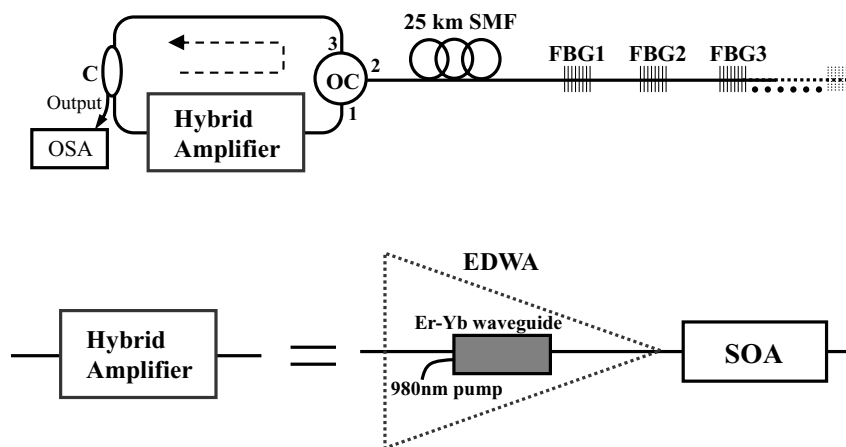 25 km SMF
FBG1
FBG2
FBG3
3
2
1
OC
C
Output
OSA
Hybrid
Amplifier
EDWA
Er-Yb waveguide
980nm pump
Hybrid
Amplifier
=
SOA